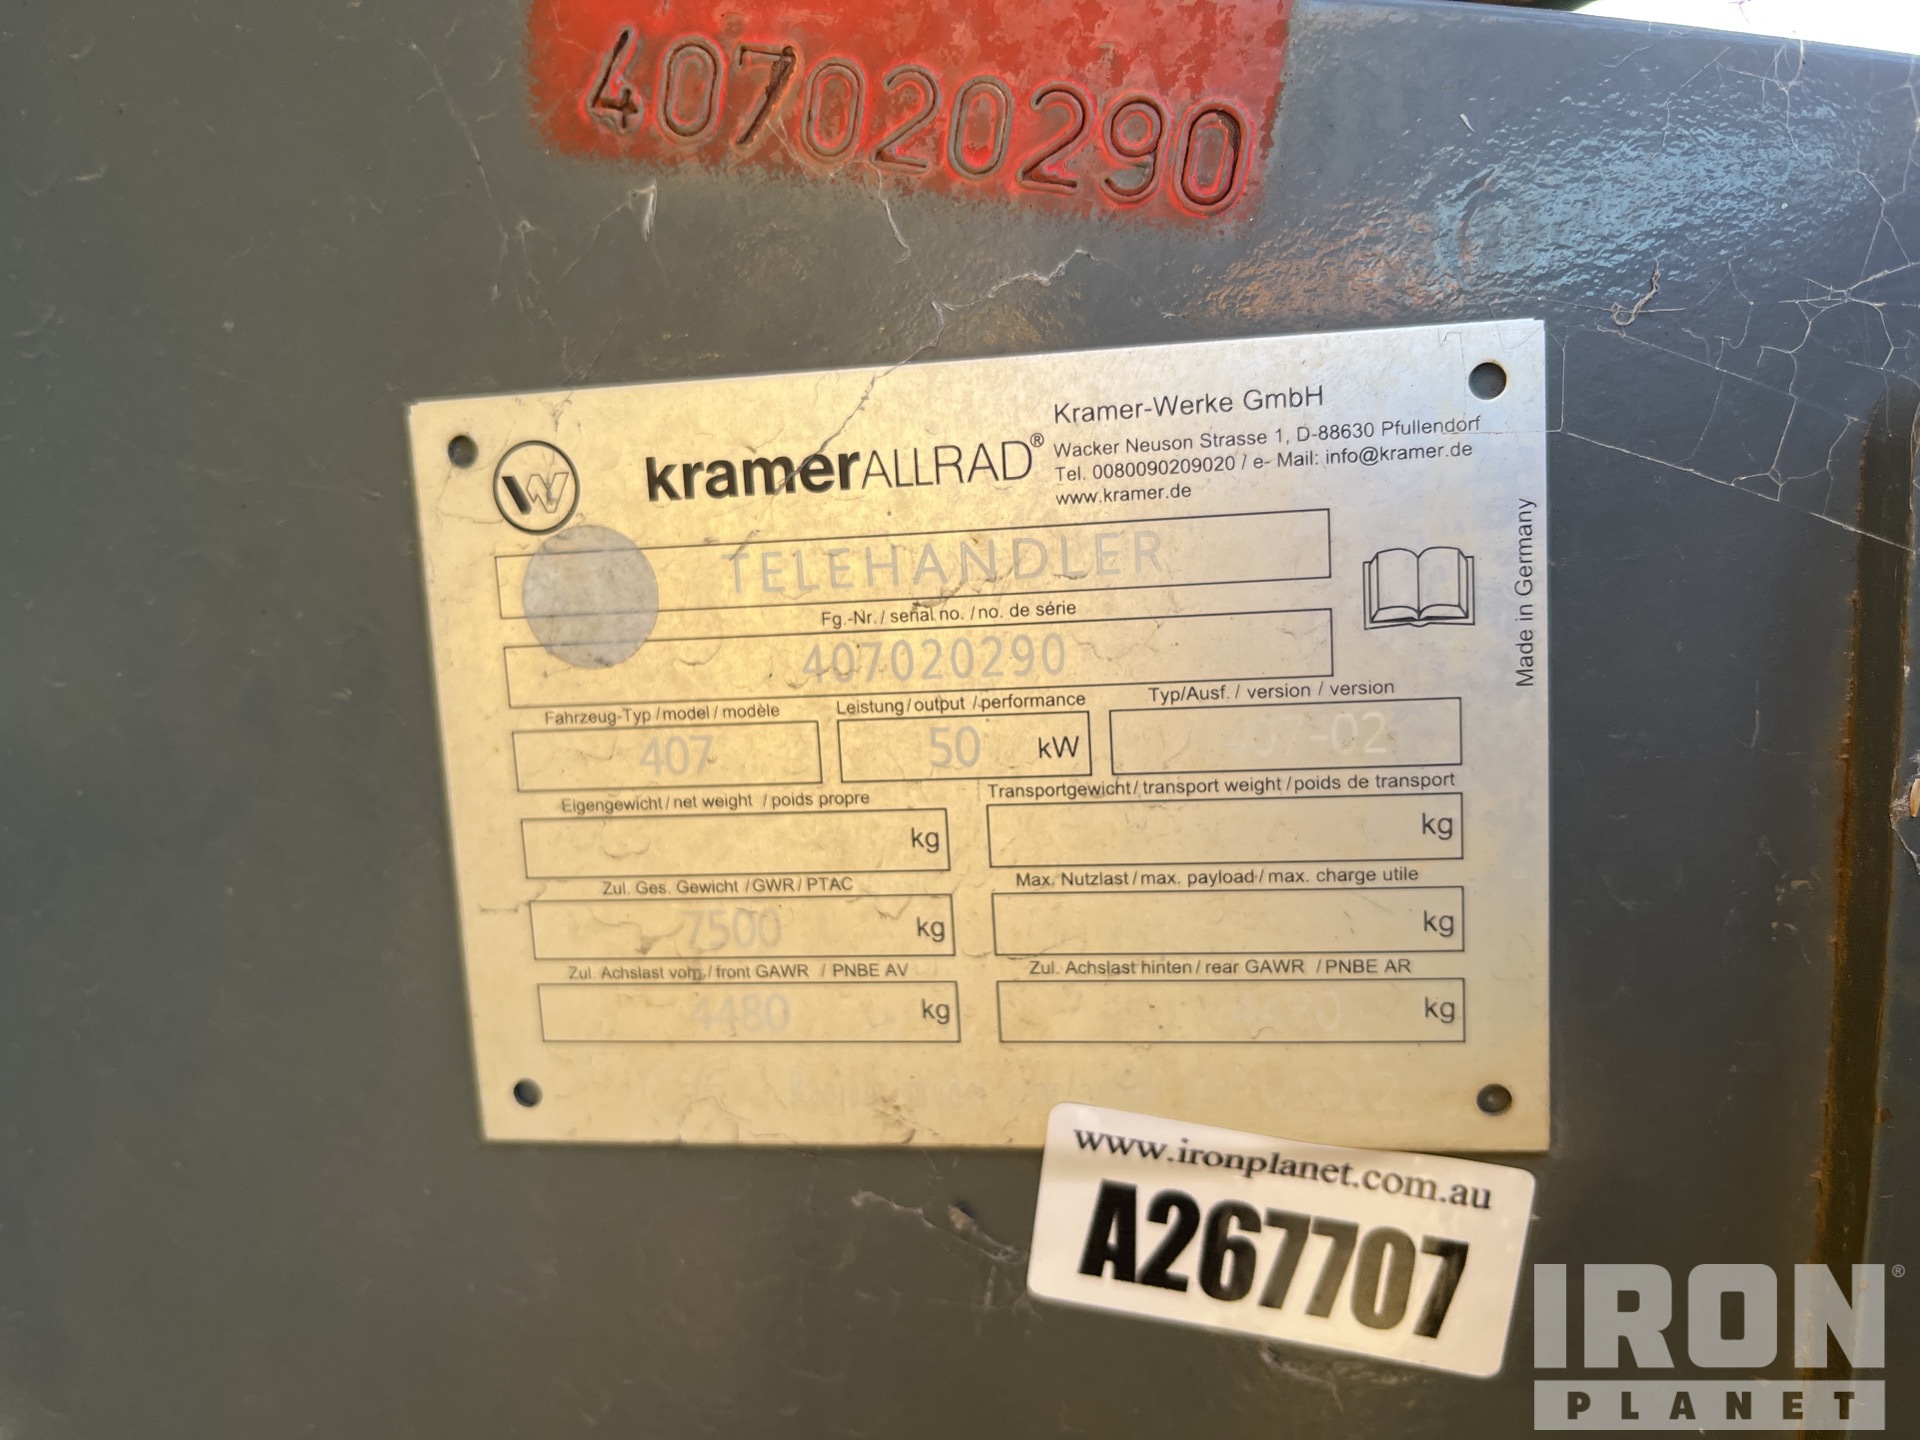 407020290
kramerALLRAD®
Kramer-Werke GmbH
Wacker Neuson Strasse 1, D-88630 Pfullendorf
Tel. 0080090209020 / e- Mail: info@kramer.de
www.kramer.de
TELEHANDLER
Fg.-Nr. / serial no. / no. de série
407020290
Fahrzeug-Typ / model / modèle
407
Leistung / output / performance
50 kW
Typ/Ausf. / version / version
407-02
Eigengewicht / net weight / poids propre
kg
Transportgewicht / transport weight / poids de transport
kg
Zul. Ges. Gewicht / GWR / PTAC
7500 kg
Max. Nutzlast / max. payload / max. charge utile
kg
Zul. Achslast vorn / front GAWR / PNBE AV
4480 kg
Zul. Achslast hinten / rear GAWR / PNBE AR
kg
Made in Germany
www.ironplanet.com.au
A267707
IRON®
PLANET